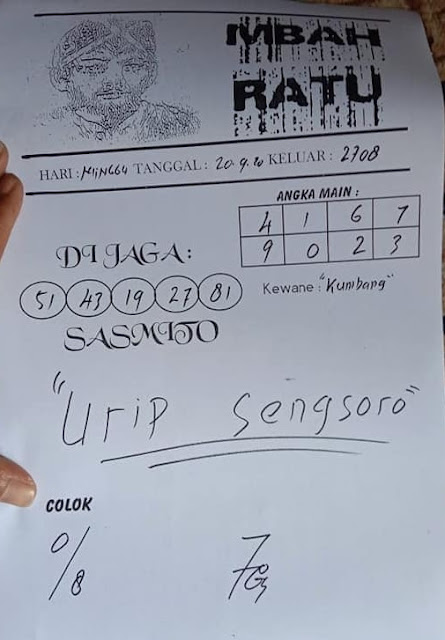 MBAH
RATU
HARI : MINGGU TANGGAL : 20.9.20 KELUAR : 2708
ANGKA MAIN :
4 1 6 7
9 0 2 3
DI JAGA :
51 43 19 27 81
Kewane : "Kumbang"
SASMITO
"Urip Sengsoro"
COLOK
0/8 7